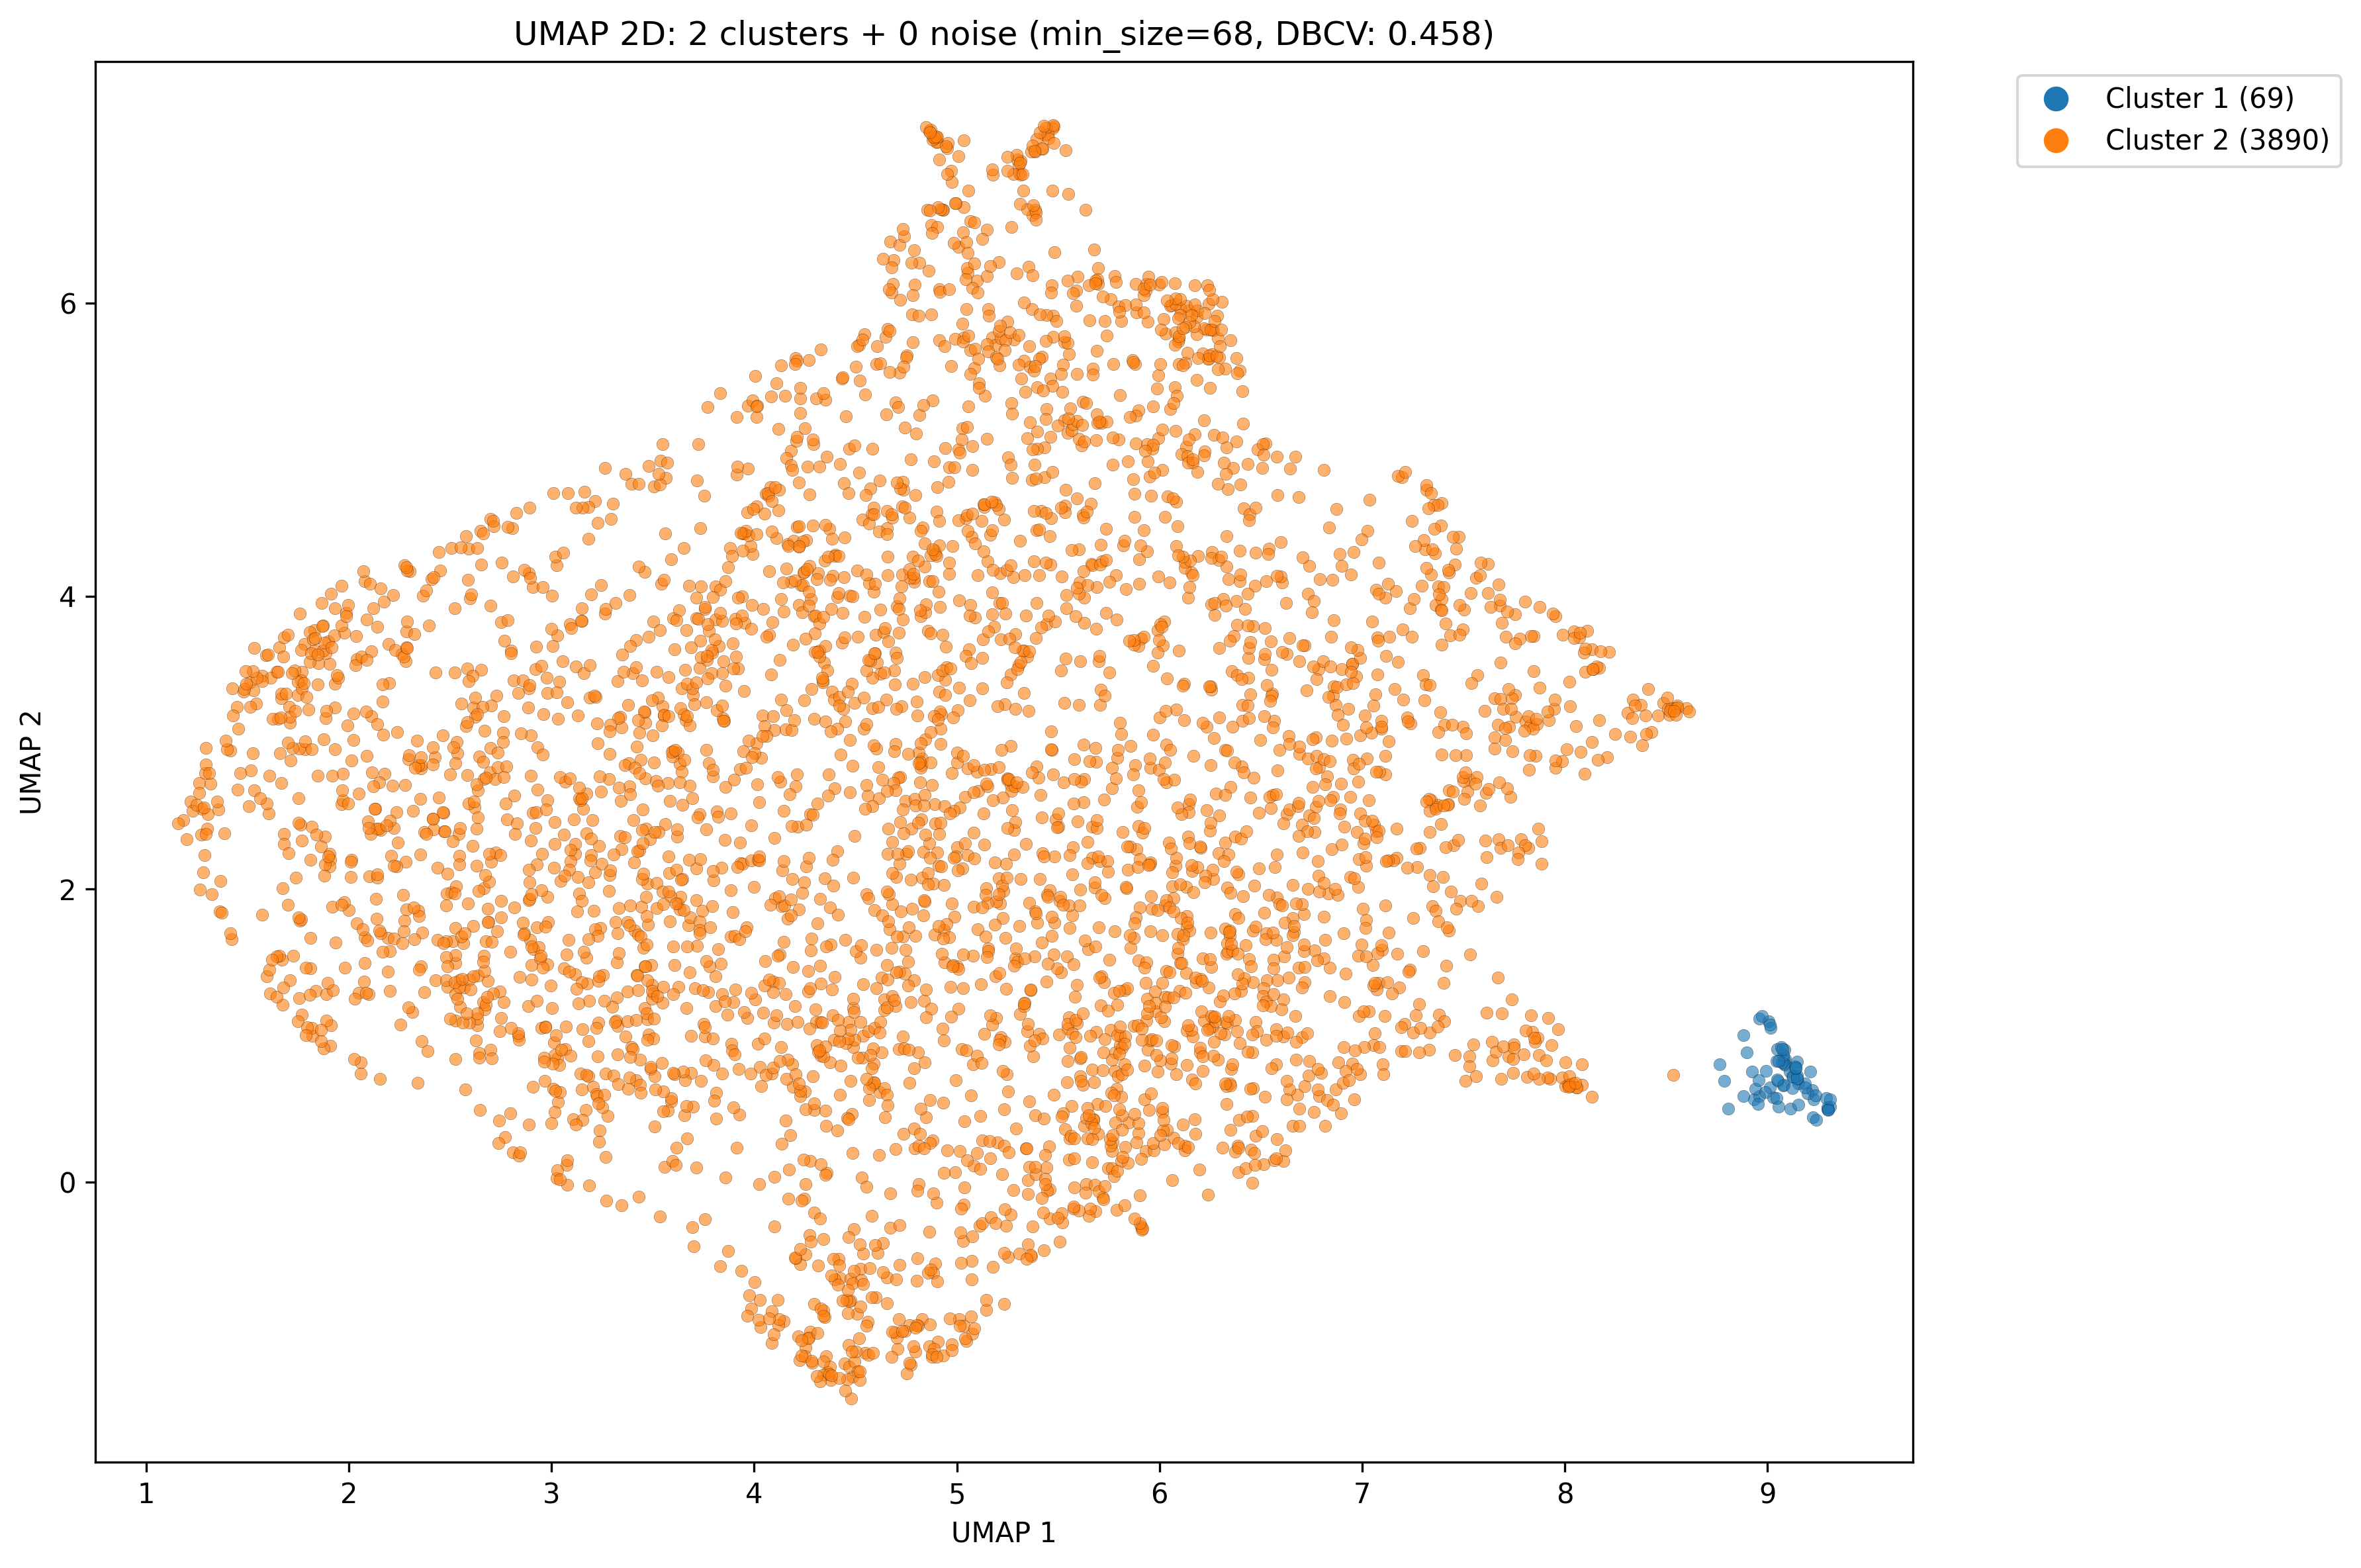 UMAP 2D: 2 clusters + 0 noise (min_size=68, DBCV: 0.458)
Cluster 1 (69)
Cluster 2 (3890)
UMAP 2
6
4
2
0
1 2 3 4 5 6 7 8 9
UMAP 1